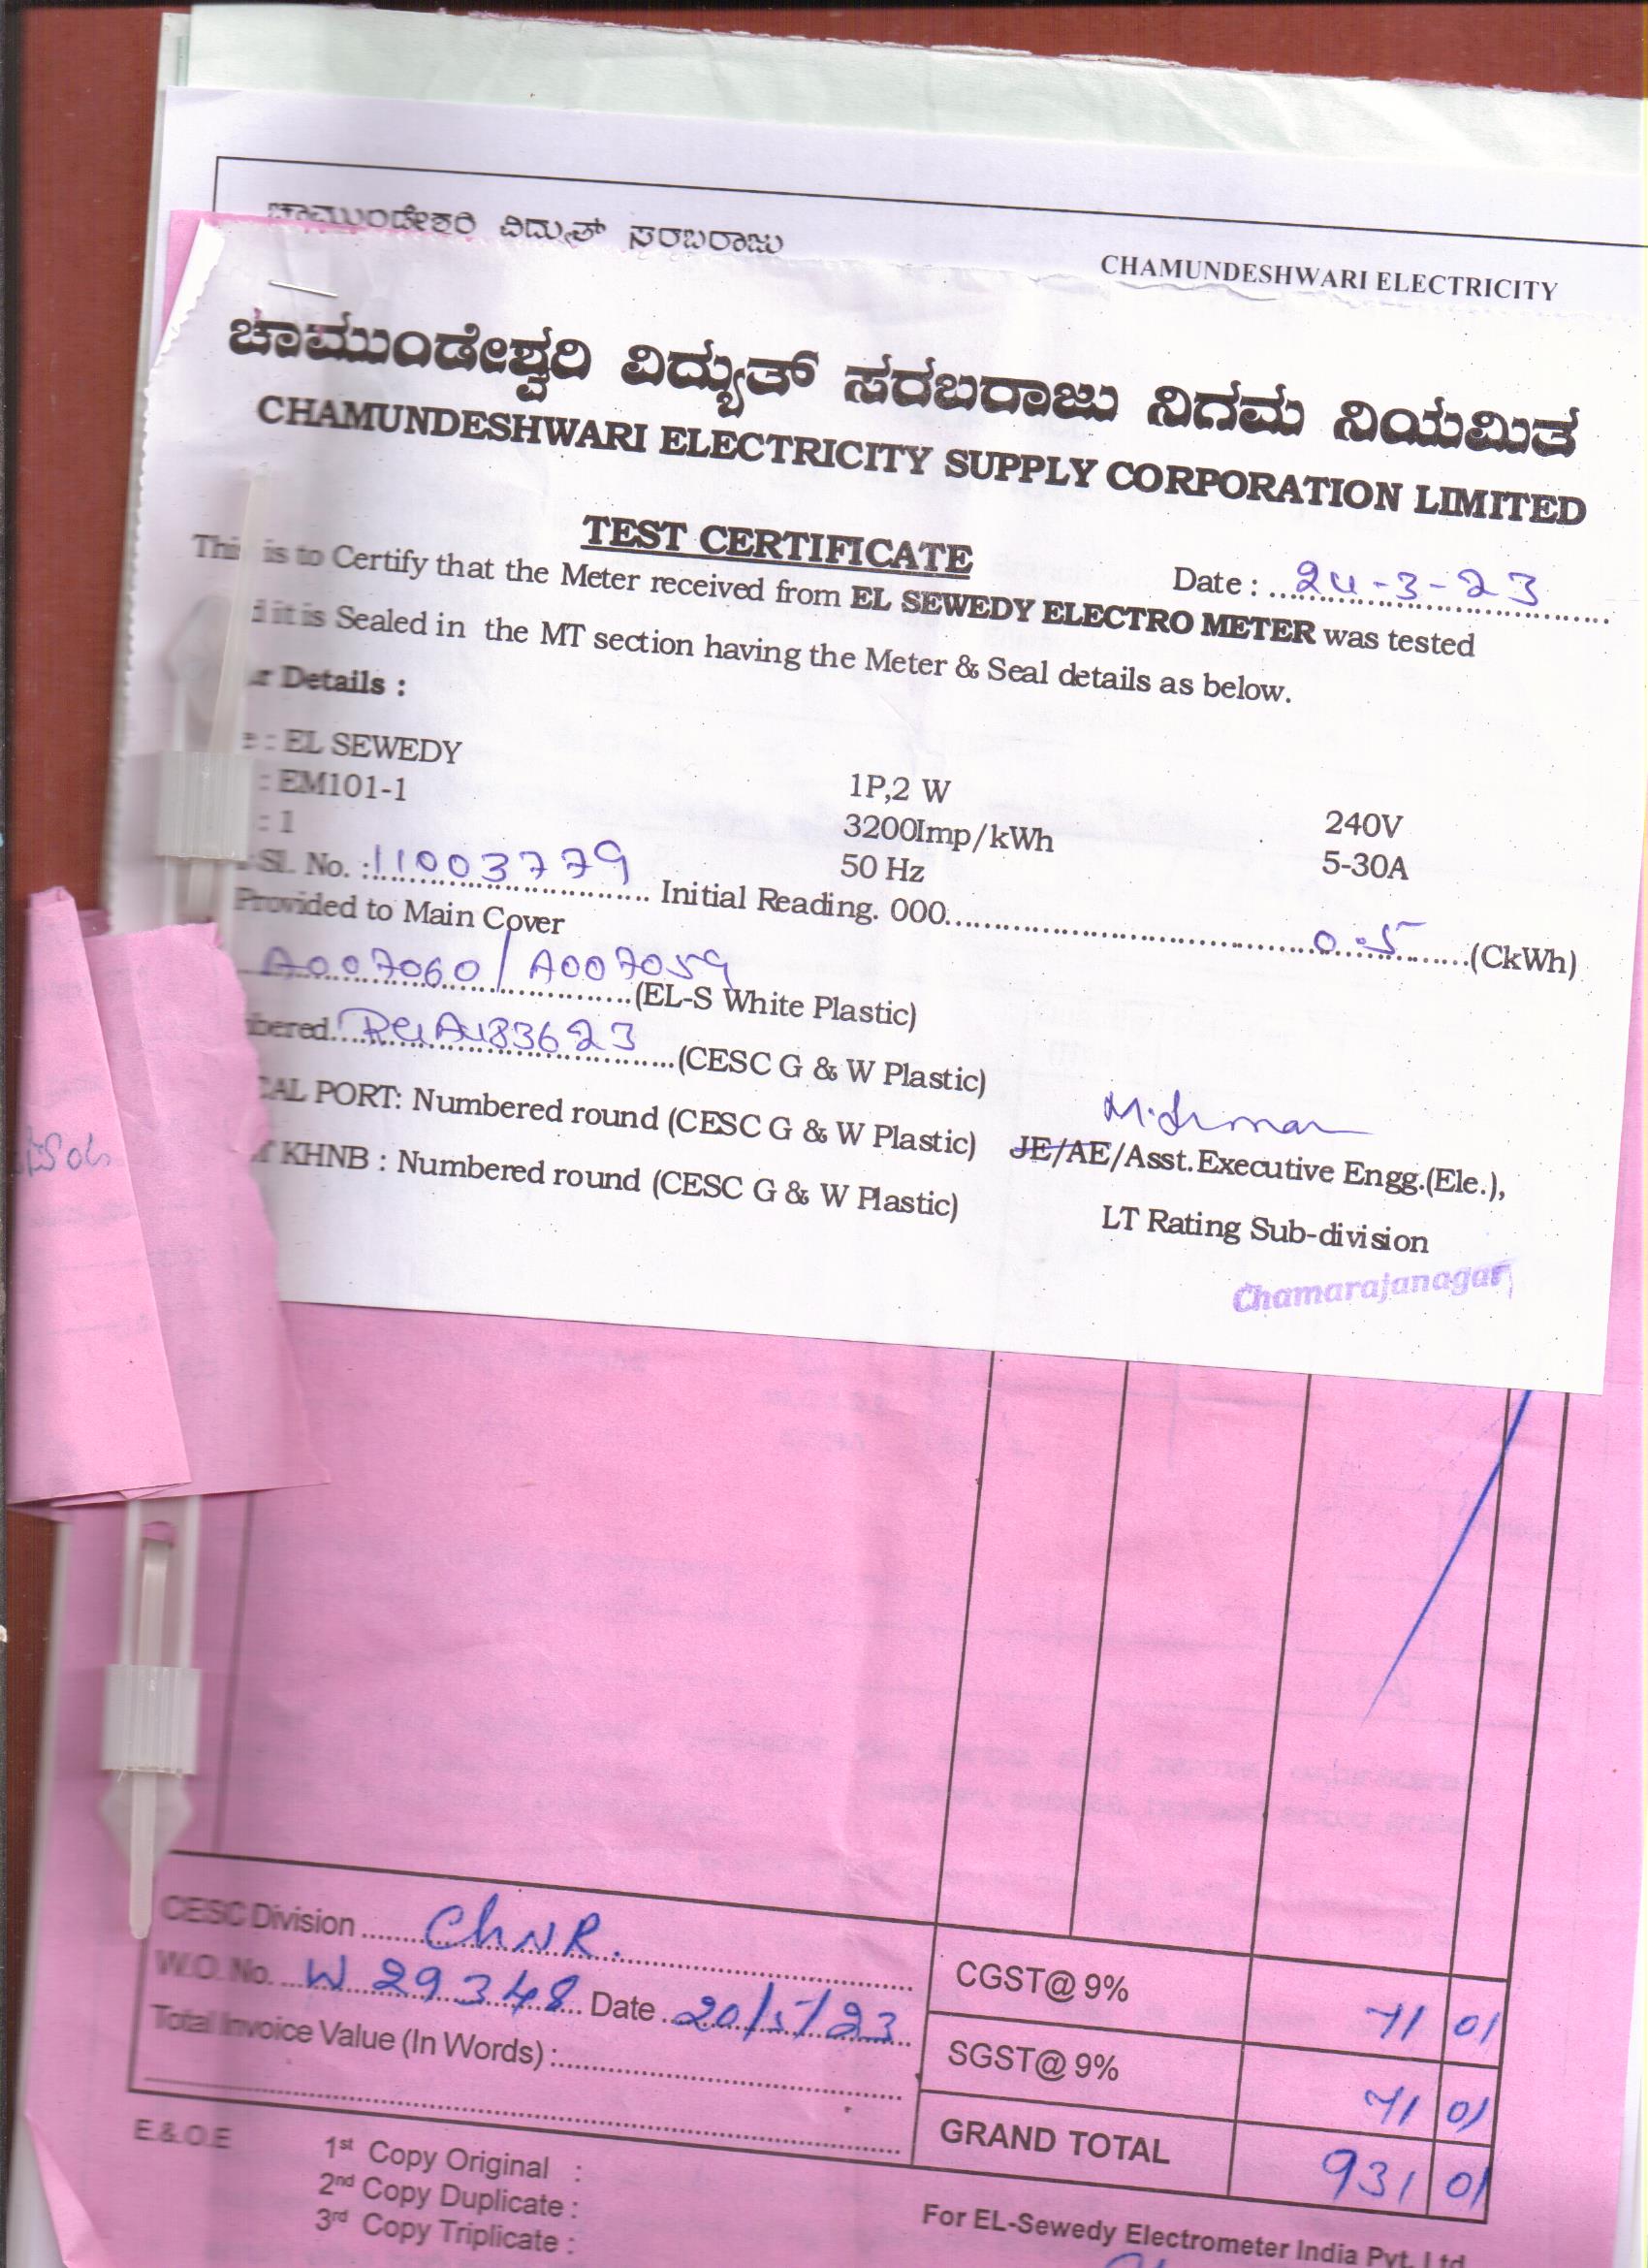 ಚಾಮುಂಡೇಶ್ವರಿ ವಿದ್ಯುತ್ ಸರಬರಾಜು
CHAMUNDESHWARI ELECTRICITY
ಚಾಮುಂಡೇಶ್ವರಿ ವಿದ್ಯುತ್ ಸರಬರಾಜು ನಿಗಮ ನಿಯಮಿತ
CHAMUNDESHWARI ELECTRICITY SUPPLY CORPORATION LIMITED
TEST CERTIFICATE
Date : 24-3-23
This is to Certify that the Meter received from EL SEWEDY ELECTRO METER was tested
it is Sealed in the MT section having the Meter & Seal details as below.
Details :
: EL SEWEDY
: EM101-1 1P,2 W 240V
: 1 3200Imp/kWh 5-30A
Sl. No. : 11003779 50 Hz
Initial Reading. 000 0.5 (CkWh)
Provided to Main Cover
A007060 / A007059 (EL-S White Plastic)
(CESC G & W Plastic)
PORT: Numbered round (CESC G & W Plastic)
KHNB : Numbered round (CESC G & W Plastic)
JE/AE/Asst.Executive Engg.(Ele.),
LT Rating Sub-division
Chamarajanagar
CESC Division ChNR.
W.O. No. W 29348 Date 20/5/23
Total Invoice Value (In Words) :
CGST@ 9% 71 01
SGST@ 9% 71 01
GRAND TOTAL 931 01
E.& O.E
1st Copy Original :
2nd Copy Duplicate :
3rd Copy Triplicate :
For EL-Sewedy Electrometer India Pvt. Ltd